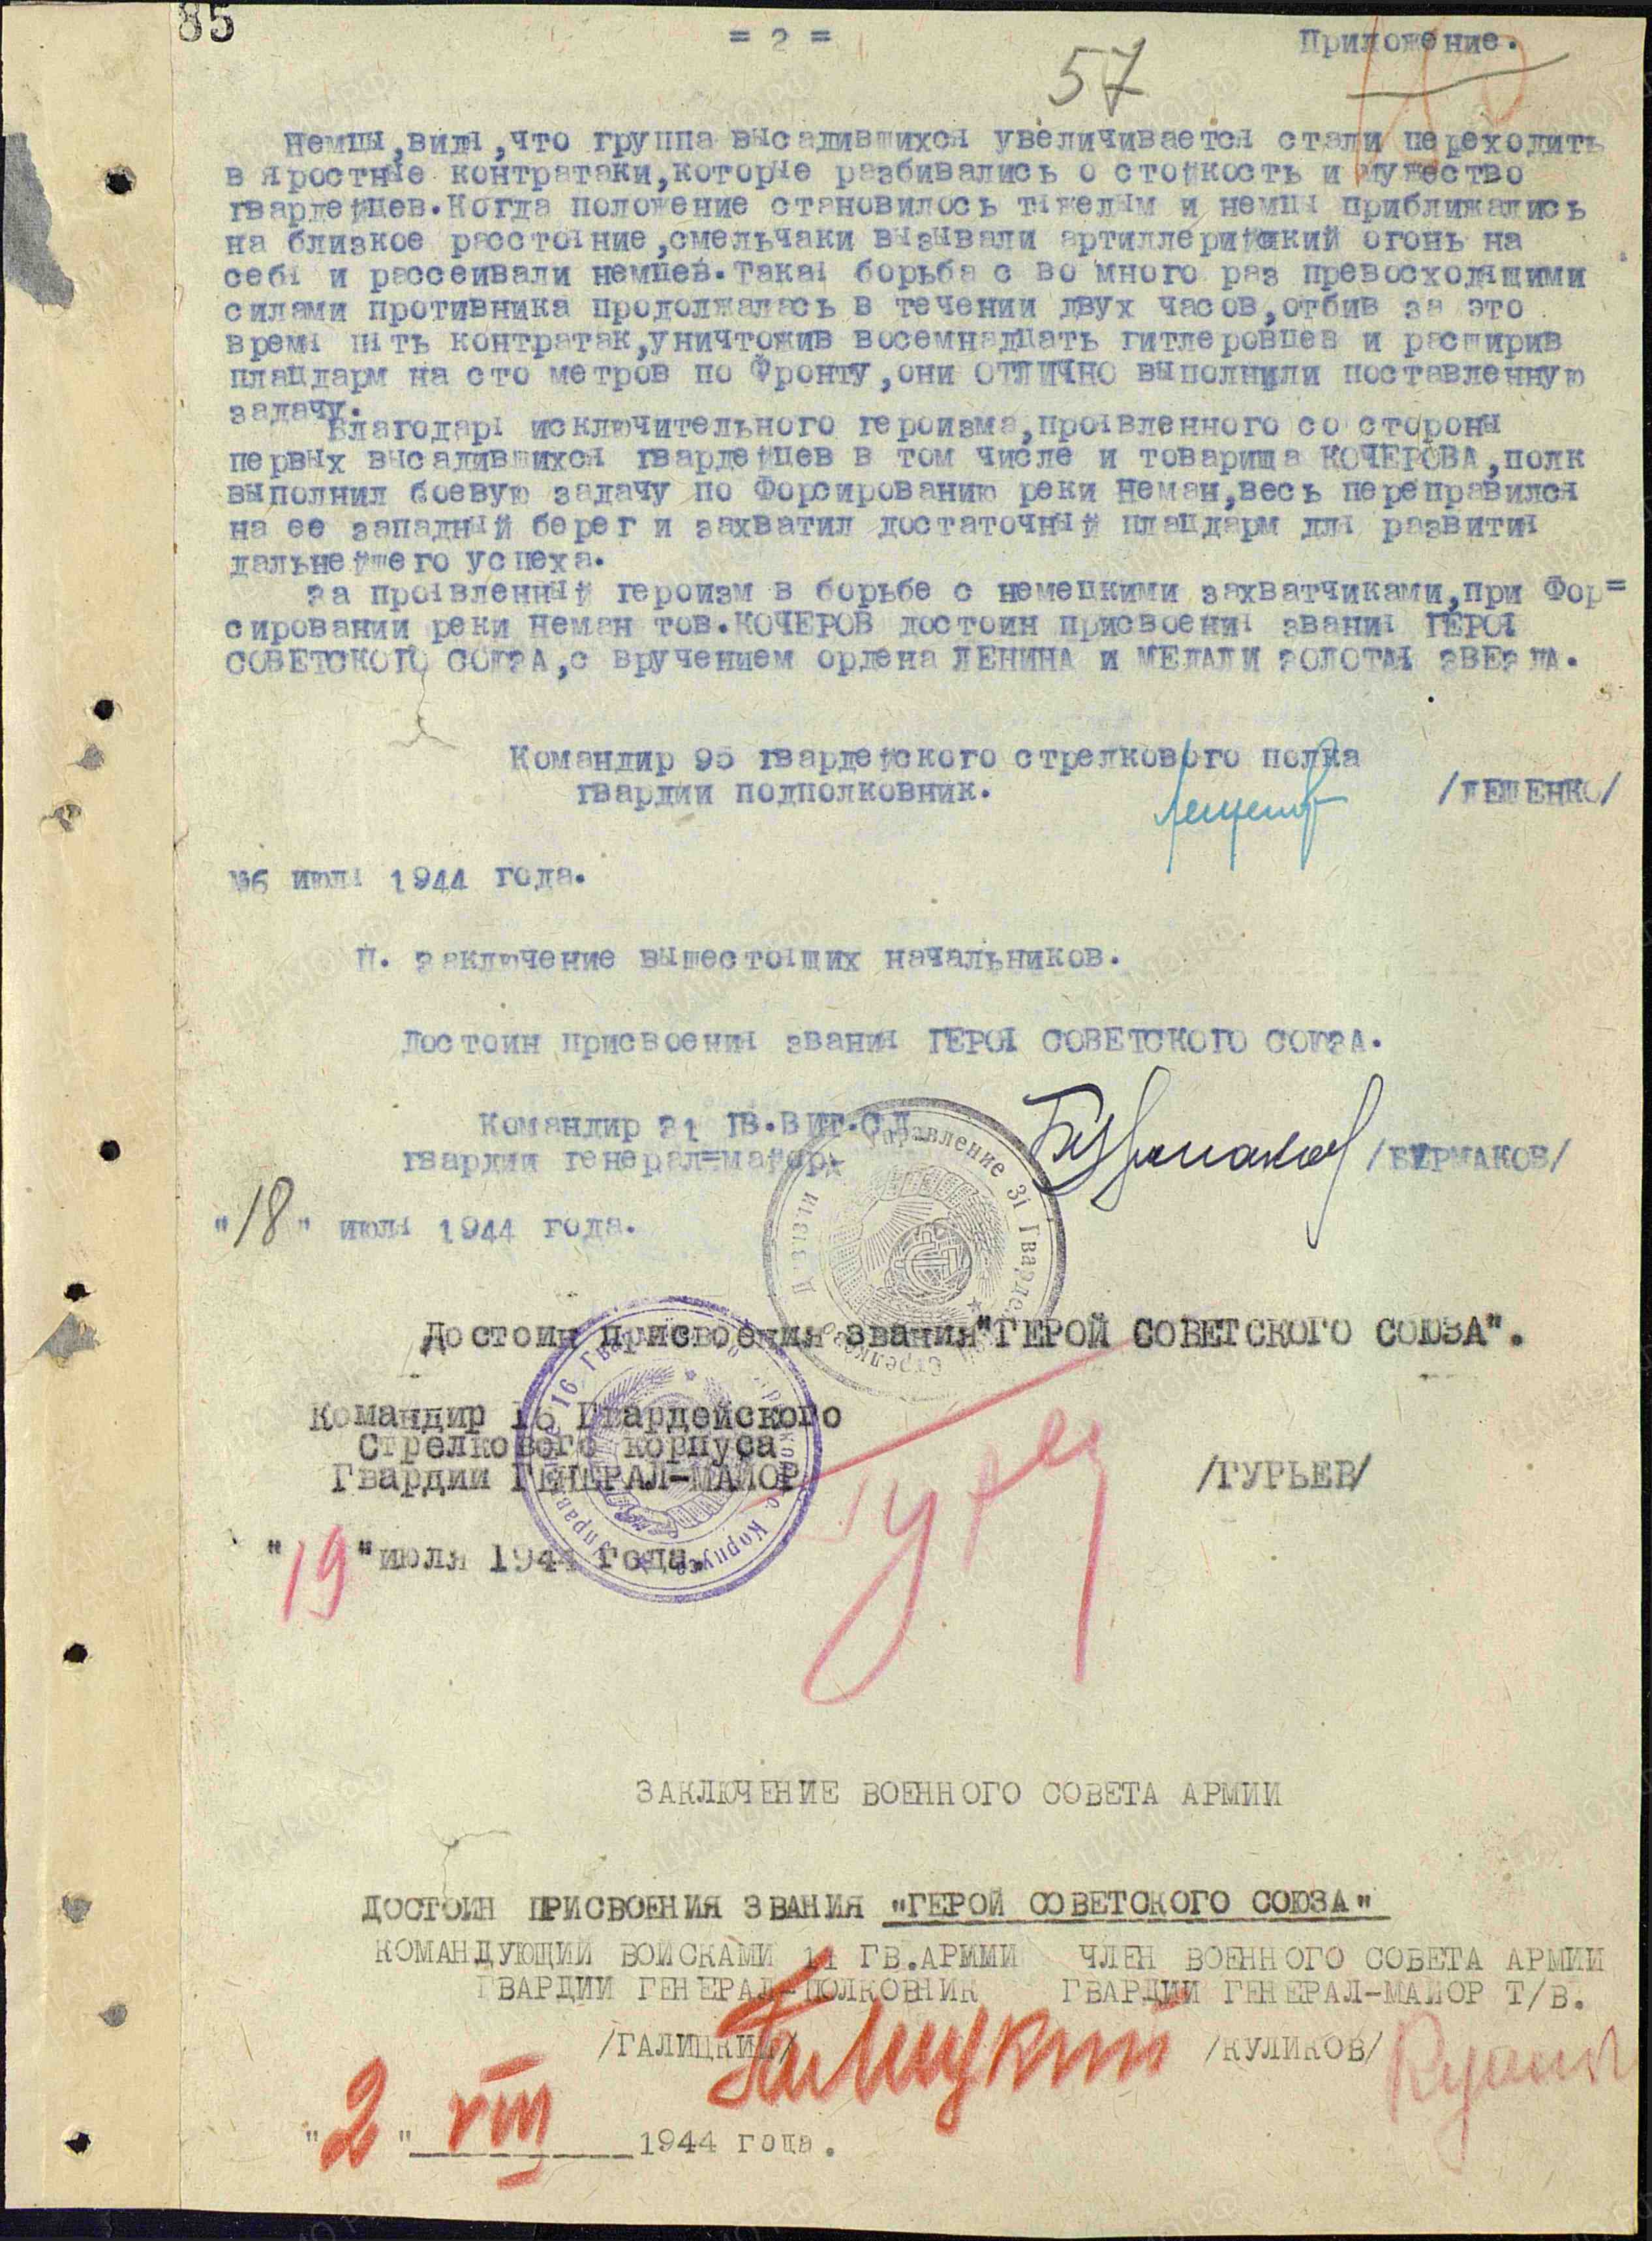 85
= 2 =
Приложение.
57
Немцы,видя,что группа высадившихся увеличивается стали переходить
в яростные контратаки,которые разбивались о стойкость и мужество
гвардейцев.Когда положение становилось тяжелым и немцы приближались
на близкое расстояние,смельчаки вызывали артиллерийский огонь на
себя и рассеивали немцев.Такая борьба с во много раз превосходящими
силами противника продолжалась в течении двух часов,отбив за это
время пять контратак,уничтожив восемнадцать гитлеровцев и расширив
плацдарм на сто метров по Фронту,они ОТЛИЧНО выполнили поставленную
задачу.
Благодаря исключительного героизма,проявленного со стороны
первых высадившихся гвардейцев в том числе и товарища КОЧЕРОВА,полк
выполнил боевую задачу по Форсированию реки Неман,весь переправился
на ее западный берег и захватил достаточный плацдарм для развития
дальнейшего успеха.
За проявленный героизм в борьбе с немецкими захватчиками,при Фор=
сировании реки Неман тов.КОЧЕРОВ достоин присвоения звания ГЕРОЯ
СОВЕТСКОГО СОЮЗА,с вручением ордена ЛЕНИНА и МЕДАЛИ ЗОЛОТАЯ ЗВЕЗДА.
Командир 95 гвардейского стрелкового полка
гвардии подполковник. Лещенко /ЛЕЩЕНКО/
16 июля 1944 года.
П. Заключение вышестоящих начальников.
Достоин присвоения звания ГЕРОЯ СОВЕТСКОГО СОЮЗА.
Командир 31 ГВ.ВИТ.СД
гвардии генерал=майор Бурмаков /БУРМАКОВ/
Управление 31 Гвардейской Стрелковой Дивизии
"18" июля 1944 года.
Достоин присвоения звания"ГЕРОЙ СОВЕТСКОГО СОЮЗА".
Командир 16 Гвардейского
Стрелкового корпуса
Гвардии ГЕНЕРАЛ-МАЙОР /ГУРЬЕВ/
"19"июля 1944 года.
ЗАКЛЮЧЕНИЕ ВОЕННОГО СОВЕТА АРМИИ
ДОСТОИН ПРИСВОЕНИЯ ЗВАНИЯ "ГЕРОЙ СОВЕТСКОГО СОЮЗА"
КОМАНДУЮЩИЙ ВОЙСКАМИ 11 ГВ.АРМИИ ЧЛЕН ВОЕННОГО СОВЕТА АРМИИ
ГВАРДИИ ГЕНЕРАЛ-ПОЛКОВНИК ГВАРДИИ ГЕНЕРАЛ-МАЙОР Т/В.
/ГАЛИЦКИЙ/ Галицкий /КУЛИКОВ/ Куликов
"2" VIII 1944 года.